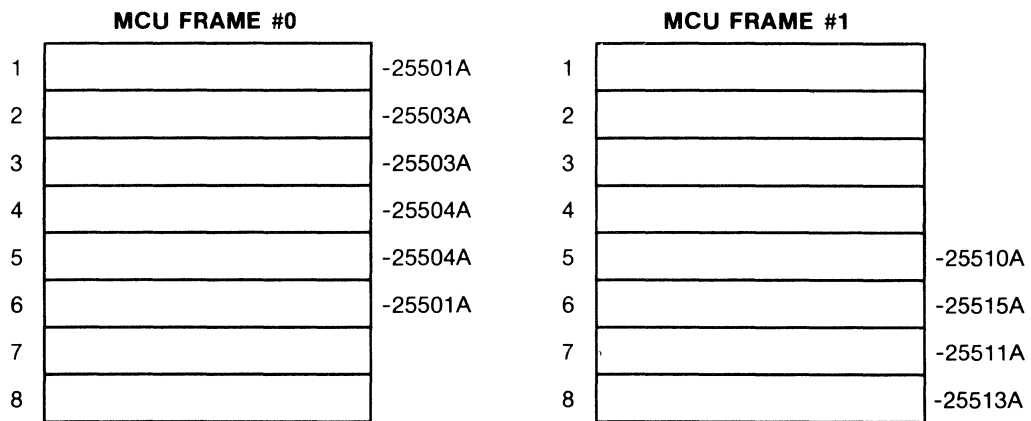 MCU FRAME #0
1 -25501A
2 -25503A
3 -25503A
4 -25504A
5 -25504A
6 -25501A
7
8
MCU FRAME #1
1
2
3
4
5 -25510A
6 -25515A
7 -25511A
8 -25513A